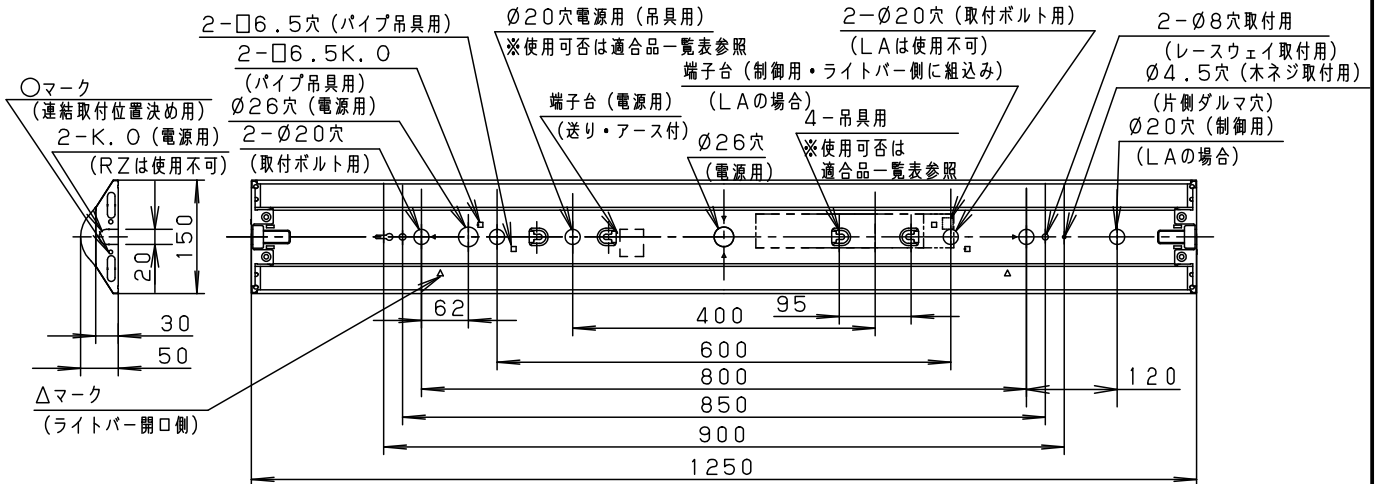 2-□6.5穴（パイプ吊具用）
2-□6.5K.O
（パイプ吊具用）
Ø26穴（電源用）
2-Ø20穴
（取付ボルト用）
○マーク
（連結取付位置決め用）
2-K.O（電源用）
（RZは使用不可）
Ø20穴電源用（吊具用）
※使用可否は適合品一覧表参照
端子台（電源用）
（送り・アース付）
Ø26穴
（電源用）
2-Ø20穴（取付ボルト用）
（LAは使用不可）
端子台（制御用・ライトバー側に組込み）
（LAの場合）
4-吊具用
※使用可否は
適合品一覧表参照
2-Ø8穴取付用
（レースウェイ取付用）
Ø4.5穴（木ネジ取付用）
（片側ダルマ穴）
Ø20穴（制御用）
（LAの場合）
20
150
30
50
62
400
95
600
800
120
850
900
1250
△マーク
（ライトバー開口側）